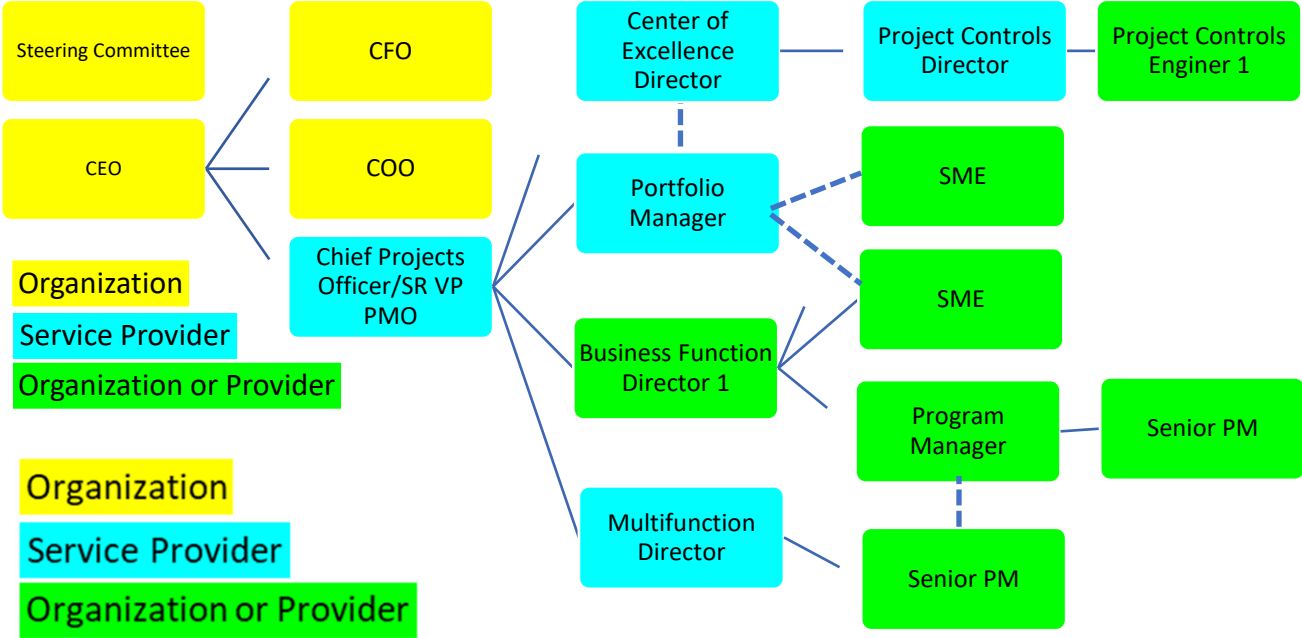 Steering Committee
CFO
Center of
Excellence
Director
Project Controls
Director
Project Controls
Enginer 1
CEO
COO
Portfolio
Manager
SME
Chief Projects
Officer/SR VP
PMO
SME
Business Function
Director 1
Program
Manager
Senior PM
Multifunction
Director
Senior PM
Organization
Service Provider
Organization or Provider
Organization
Service Provider
Organization or Provider